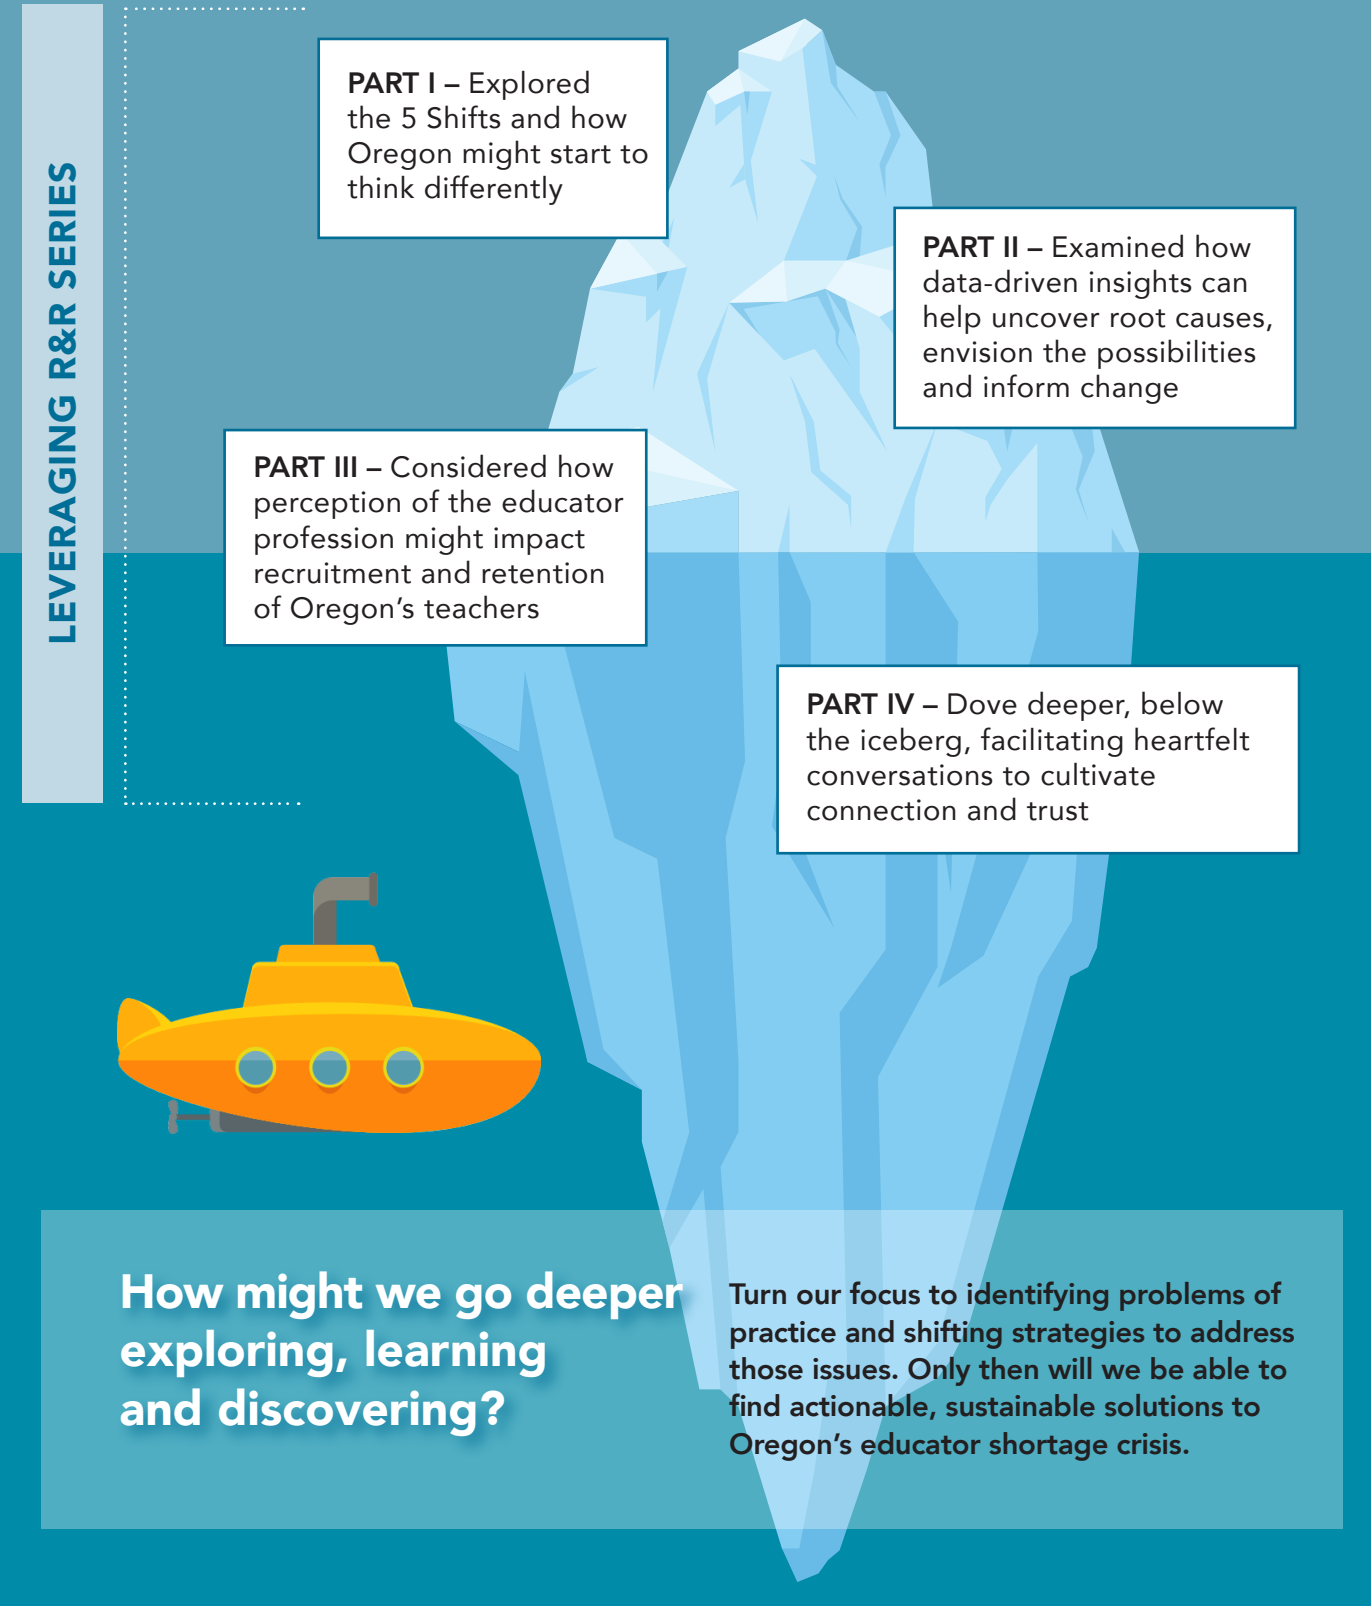 LEVERAGING R&R SERIES
PART I – Explored
the 5 Shifts and how
Oregon might start to
think differently
PART II – Examined how
data-driven insights can
help uncover root causes,
envision the possibilities
and inform change
PART III – Considered how
perception of the educator
profession might impact
recruitment and retention
of Oregon’s teachers
PART IV – Dove deeper, below
the iceberg, facilitating heartfelt
conversations to cultivate
connection and trust
How might we go deeper
exploring, learning
and discovering?
Turn our focus to identifying problems of
practice and shifting strategies to address
those issues. Only then will we be able to
find actionable, sustainable solutions to
Oregon’s educator shortage crisis.